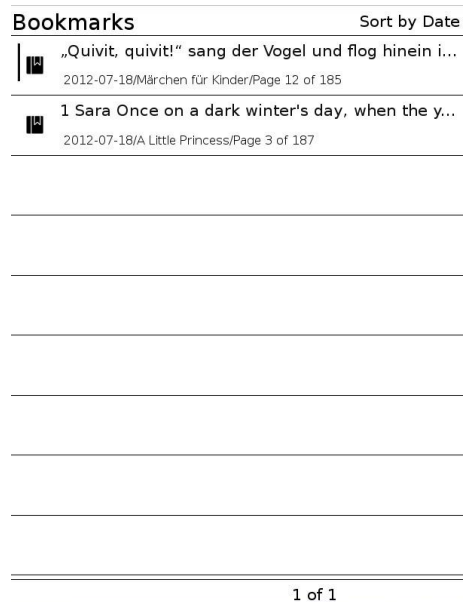 Bookmarks
Sort by Date
„Quivit, quivit!“ sang der Vogel und flog hinein i...
2012-07-18/Märchen für Kinder/Page 12 of 185
1 Sara Once on a dark winter's day, when the y...
2012-07-18/A Little Princess/Page 3 of 187
1 of 1